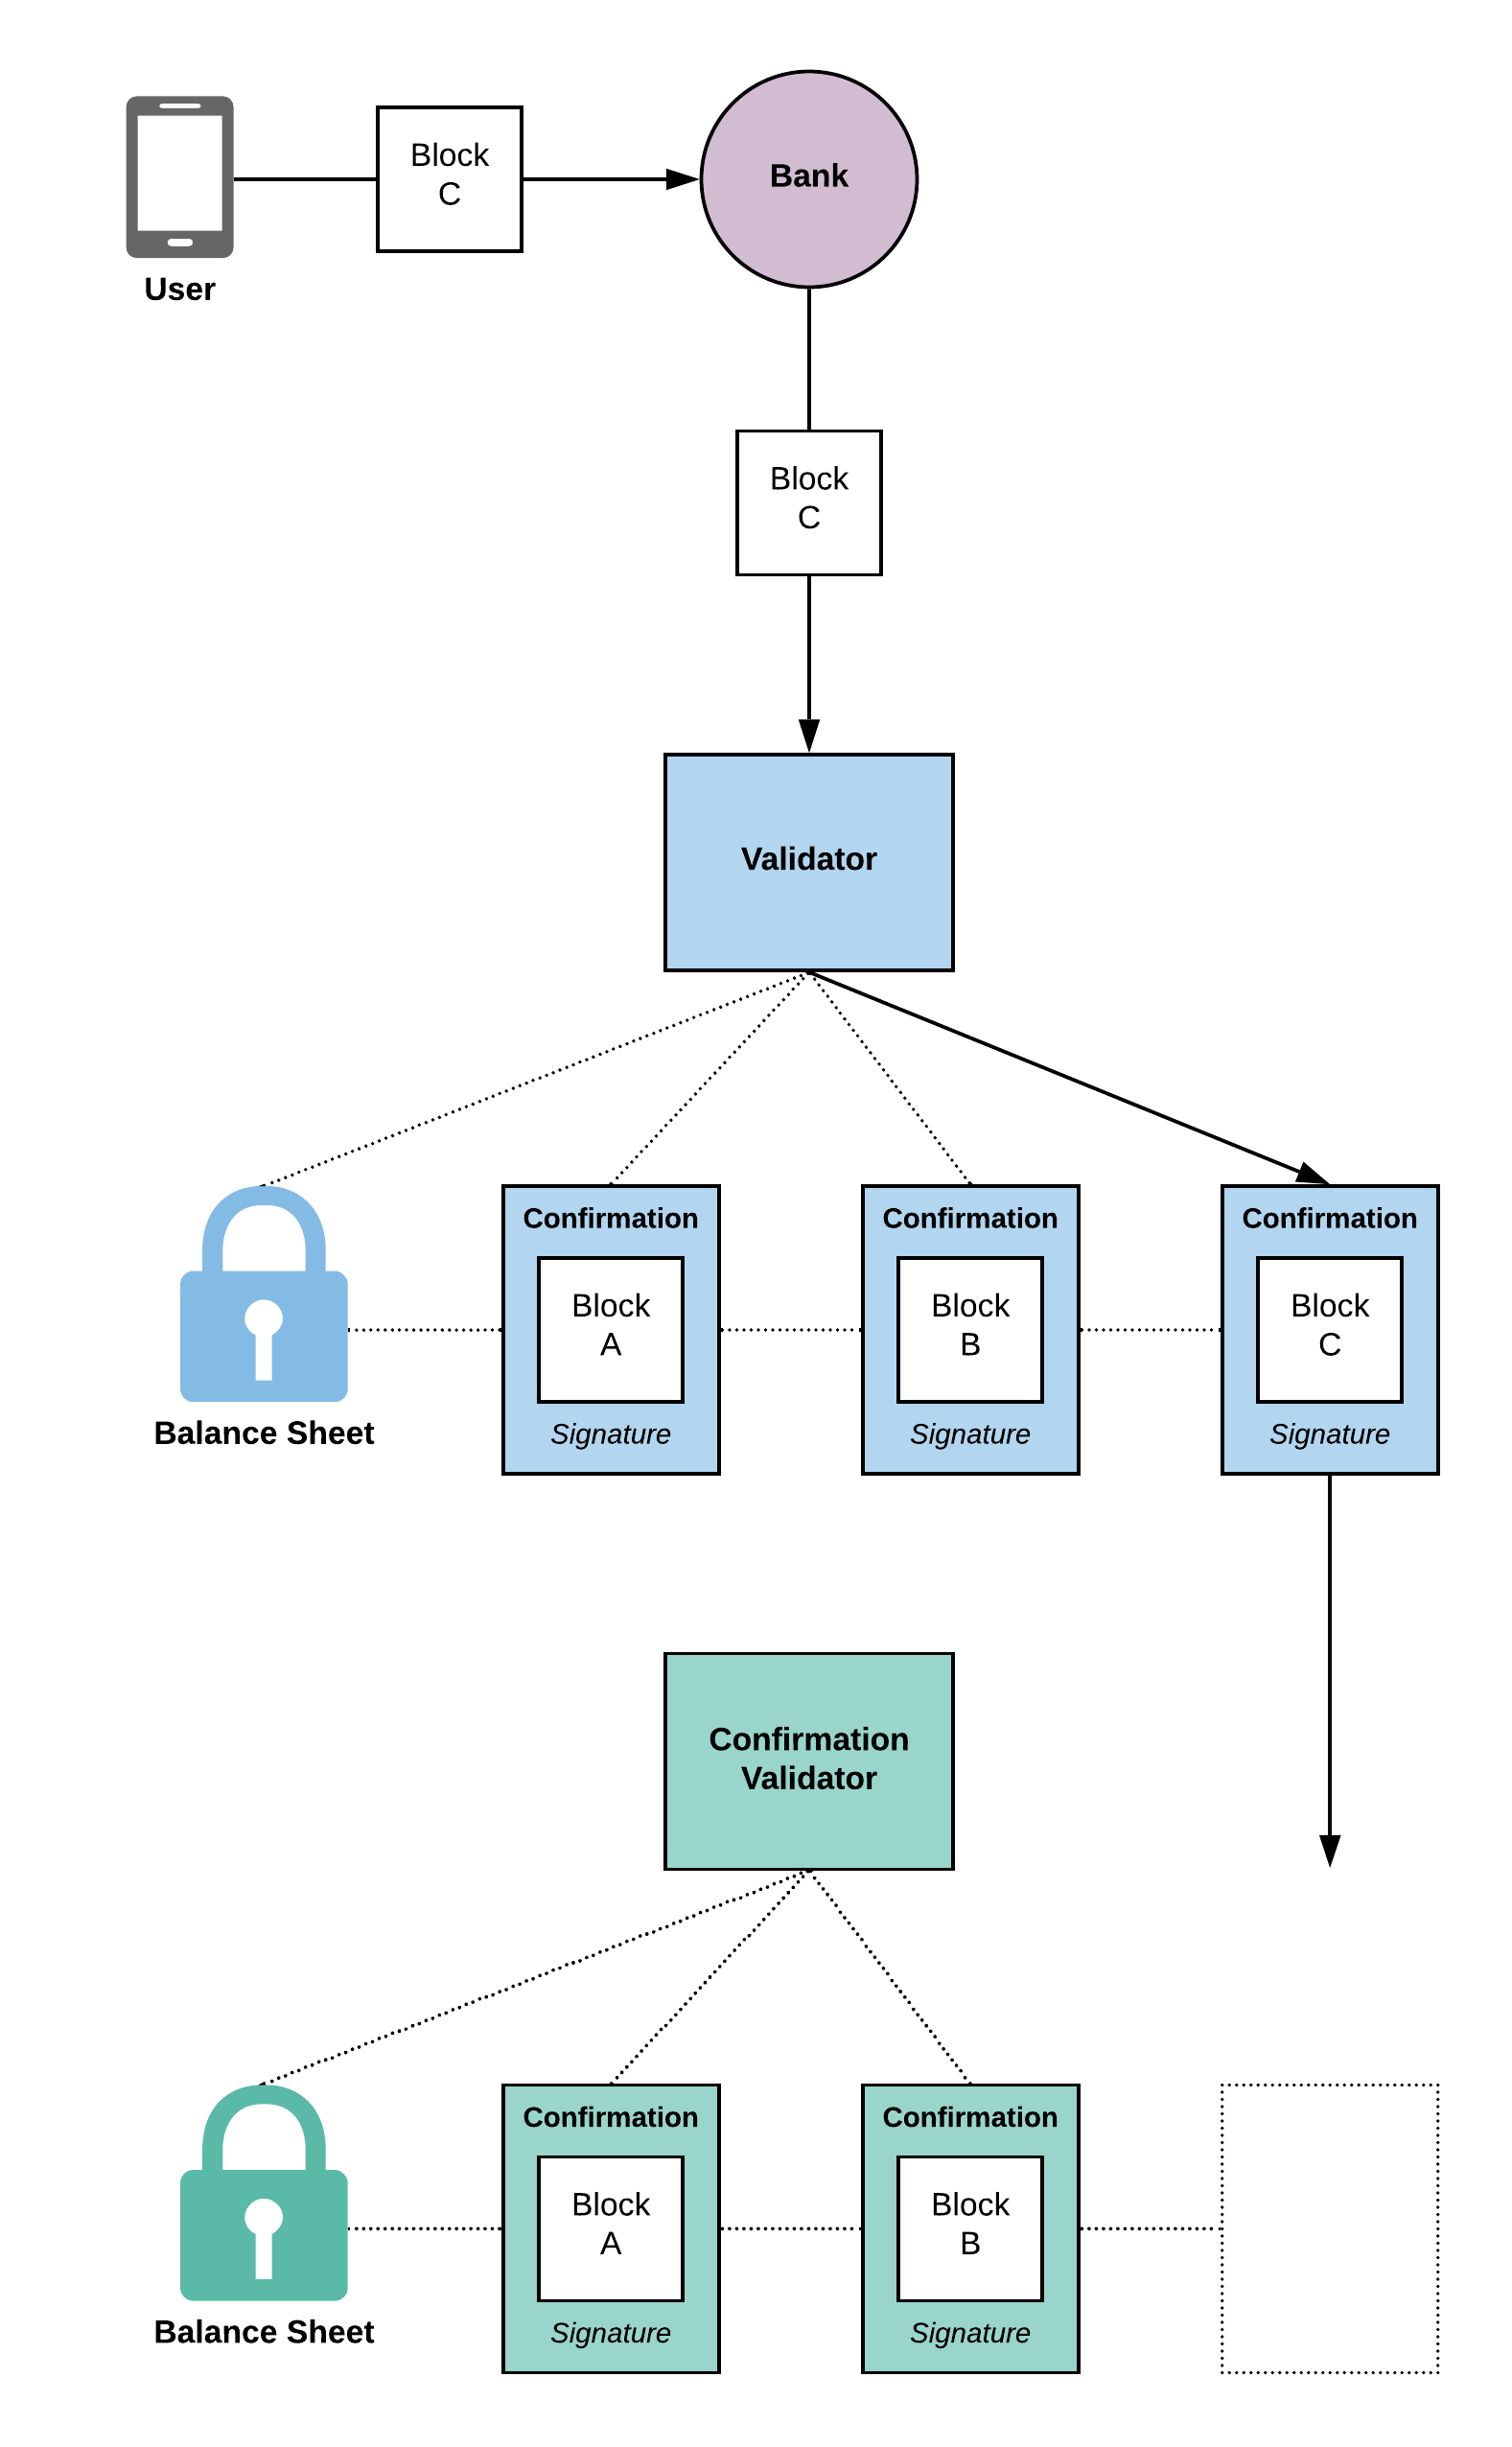 Block
C
Bank
User
Block
C
Validator
Confirmation
Confirmation
Confirmation
Block
A
Block
B
Block
C
Signature
Signature
Signature
Balance Sheet
Confirmation
Validator
Confirmation
Confirmation
Block
A
Block
B
Signature
Signature
Balance Sheet